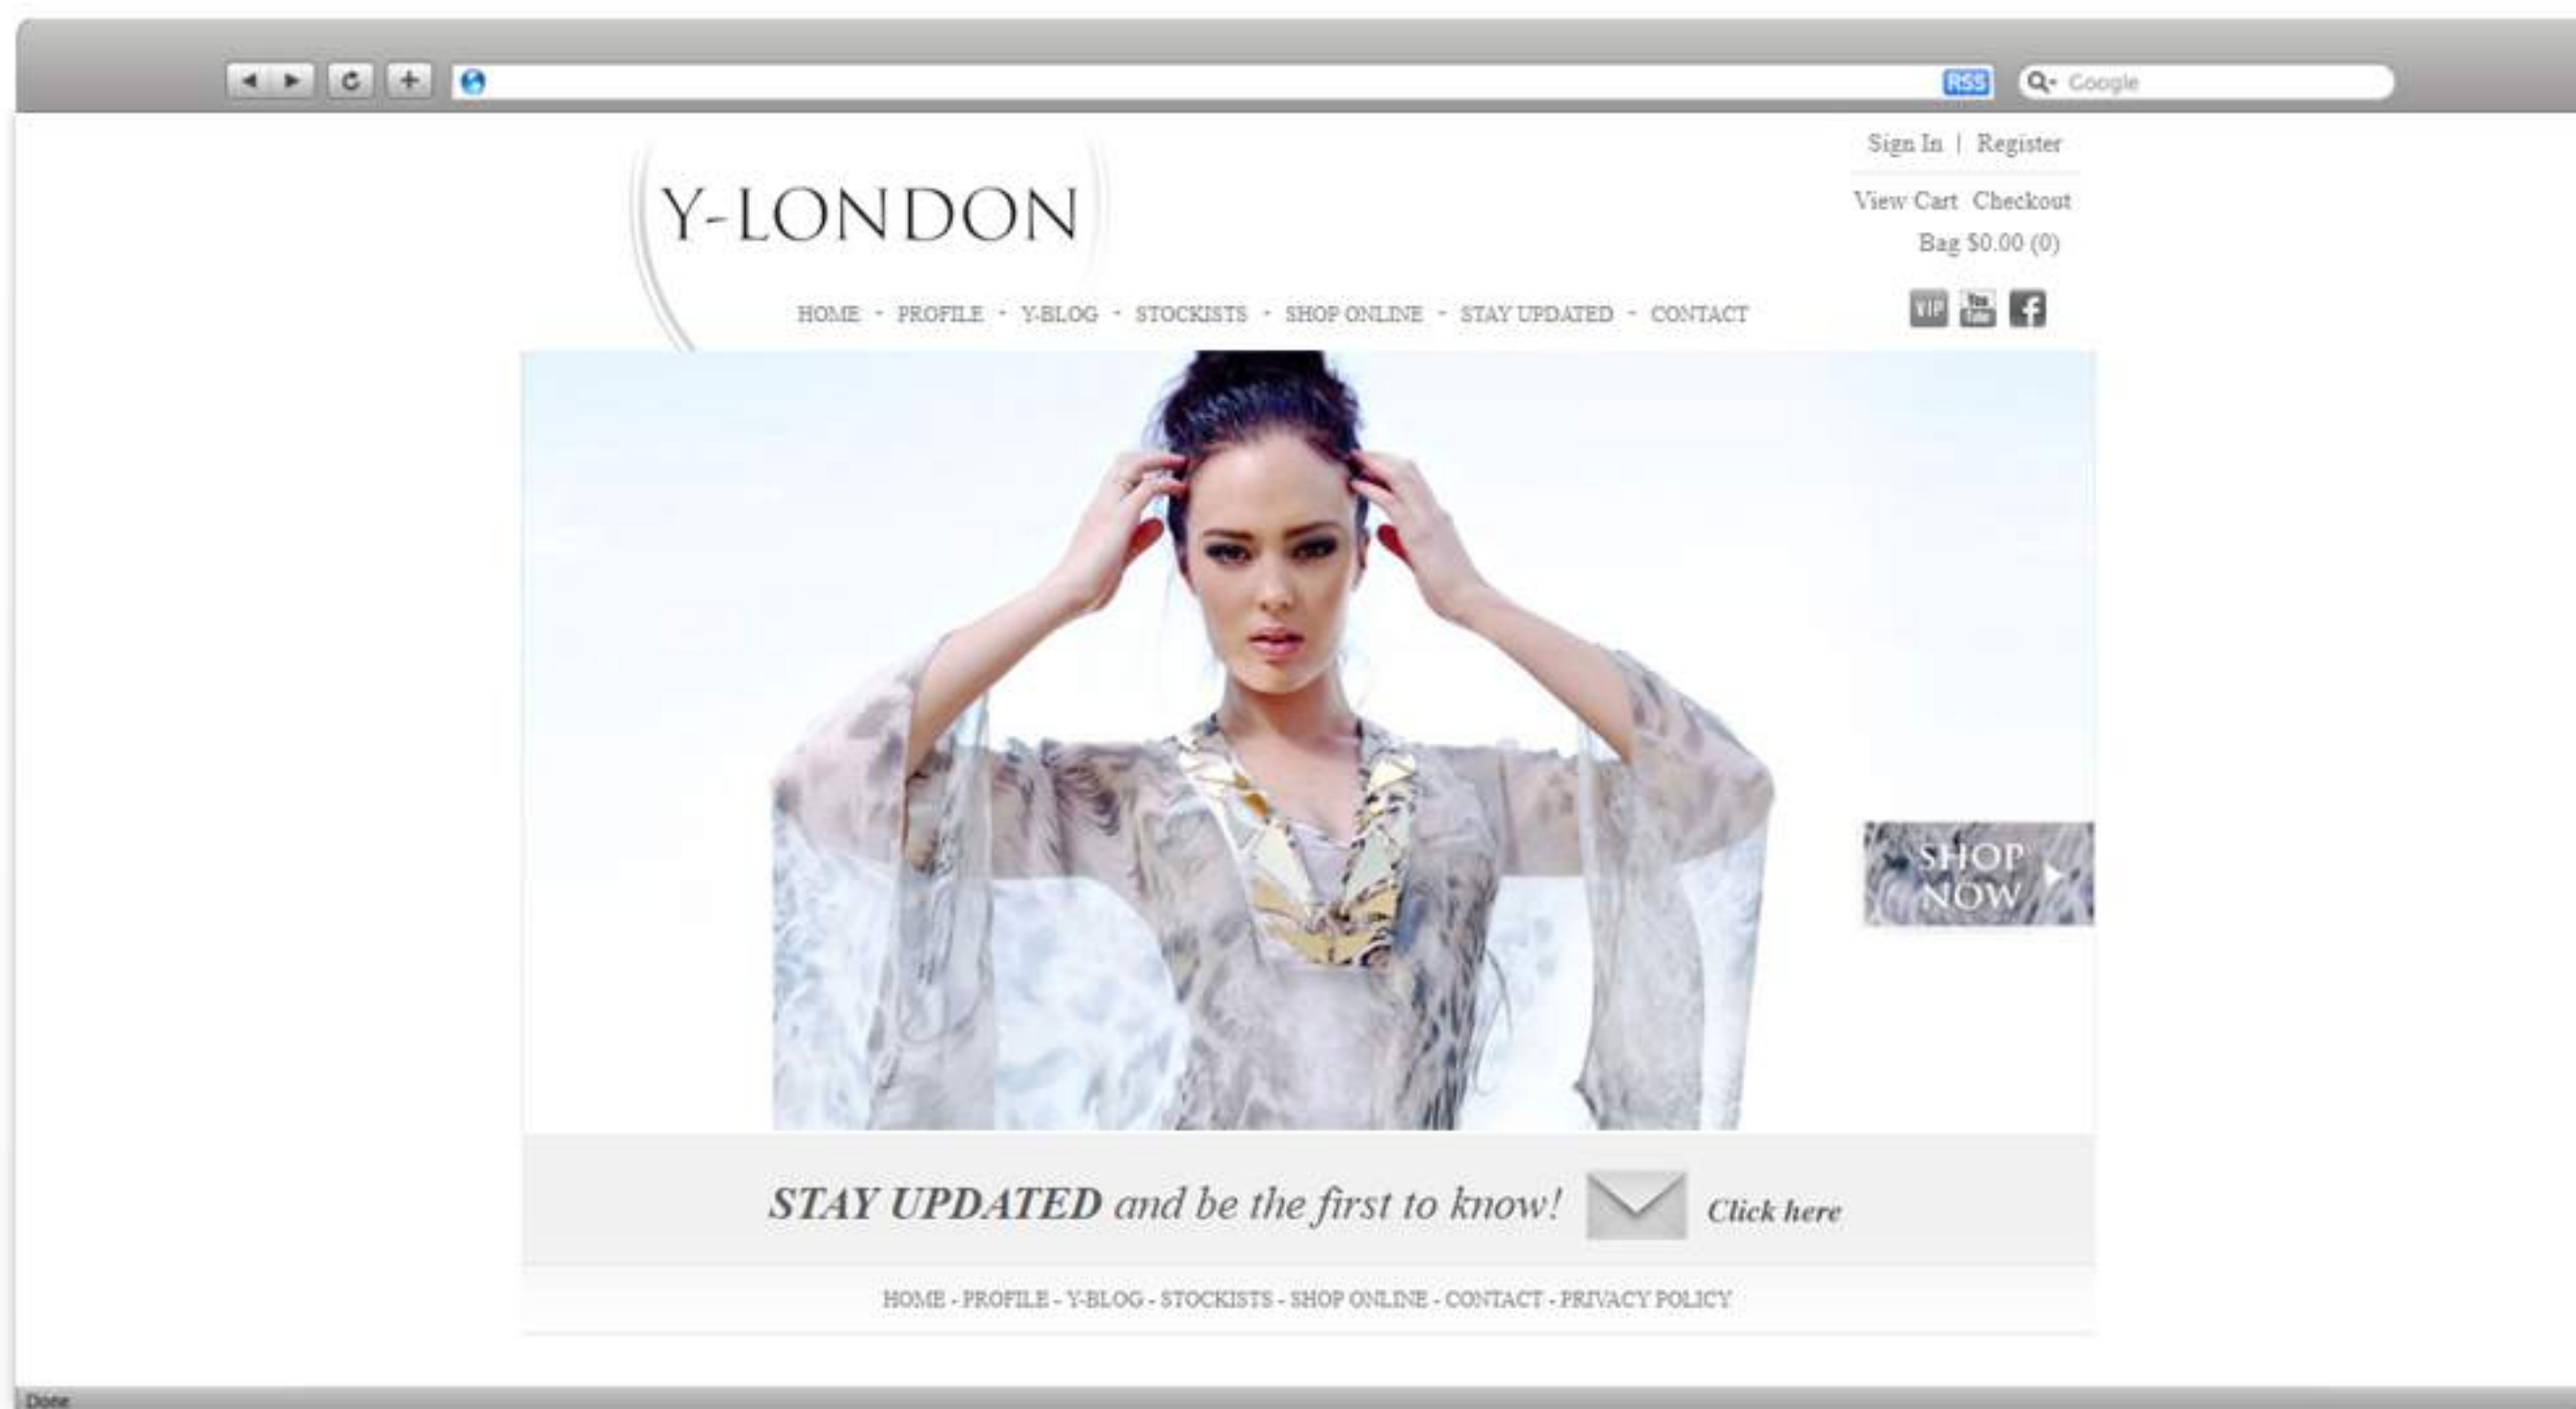 RSS
Google
Sign In | Register
Y-LONDON
View Cart Checkout
Bag $0.00 (0)
HOME - PROFILE - Y-BLOG - STOCKISTS - SHOP ONLINE - STAY UPDATED - CONTACT
VIP You Tube f
SHOP
NOW
STAY UPDATED and be the first to know! Click here
HOME - PROFILE - Y-BLOG - STOCKISTS - SHOP ONLINE - CONTACT - PRIVACY POLICY
Done